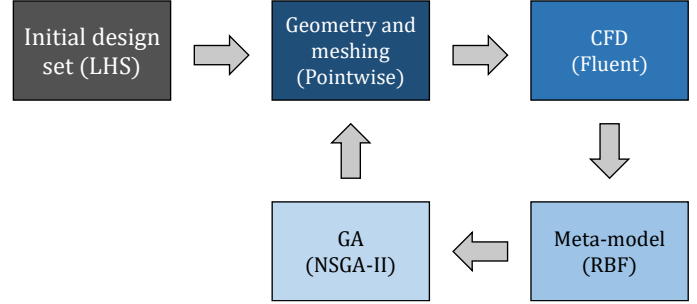 Initial design
set (LHS)
Geometry and
meshing
(Pointwise)
CFD
(Fluent)
GA
(NSGA-II)
Meta-model
(RBF)